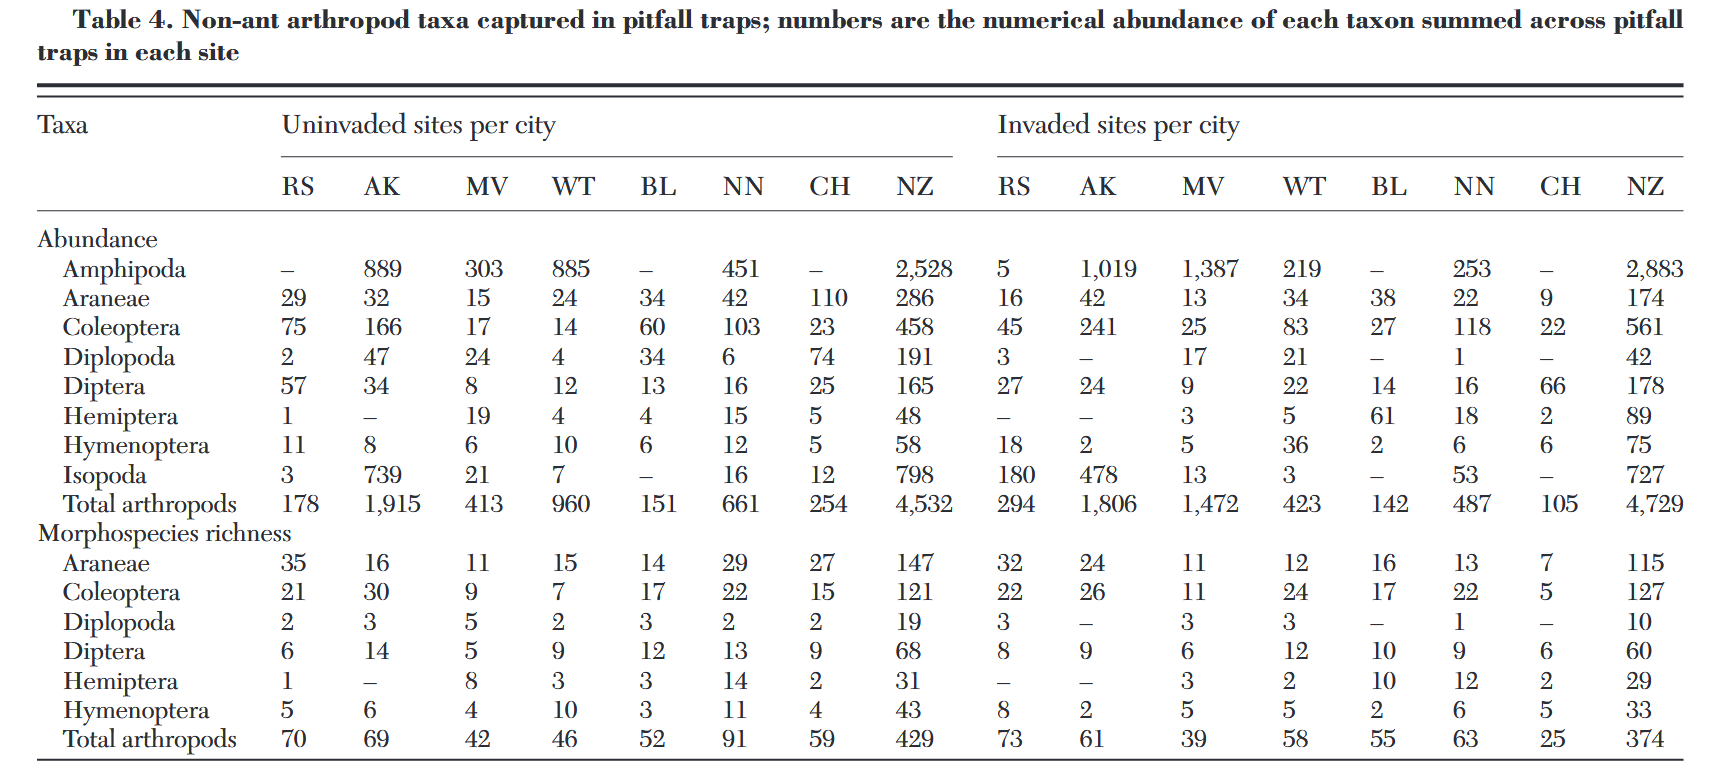 Table 4. Non-ant arthropod taxa captured in pitfall traps; numbers are the numerical abundance of each taxon summed across pitfall
traps in each site
Taxa Uninvaded sites per city Invaded sites per city
RS AK MV WT BL NN CH NZ RS AK MV WT BL NN CH NZ
Abundance
Amphipoda – 889 303 885 – 451 – 2,528 5 1,019 1,387 219 – 253 – 2,883
Araneae 29 32 15 24 34 42 110 286 16 42 13 34 38 22 9 174
Coleoptera 75 166 17 14 60 103 23 458 45 241 25 83 27 118 22 561
Diplopoda 2 47 24 4 34 6 74 191 3 – 17 21 – 1 – 42
Diptera 57 34 8 12 13 16 25 165 27 24 9 22 14 16 66 178
Hemiptera 1 – 19 4 4 15 5 48 – – 3 5 61 18 2 89
Hymenoptera 11 8 6 10 6 12 5 58 18 2 5 36 2 6 6 75
Isopoda 3 739 21 7 – 16 12 798 180 478 13 3 – 53 – 727
Total arthropods 178 1,915 413 960 151 661 254 4,532 294 1,806 1,472 423 142 487 105 4,729
Morphospecies richness
Araneae 35 16 11 15 14 29 27 147 32 24 11 12 16 13 7 115
Coleoptera 21 30 9 7 17 22 15 121 22 26 11 24 17 22 5 127
Diplopoda 2 3 5 2 3 2 2 19 3 – 3 3 – 1 – 10
Diptera 6 14 5 9 12 13 9 68 8 9 6 12 10 9 6 60
Hemiptera 1 – 8 3 3 14 2 31 – – 3 2 10 12 2 29
Hymenoptera 5 6 4 10 3 11 4 43 8 2 5 5 2 6 5 33
Total arthropods 70 69 42 46 52 91 59 429 73 61 39 58 55 63 25 374